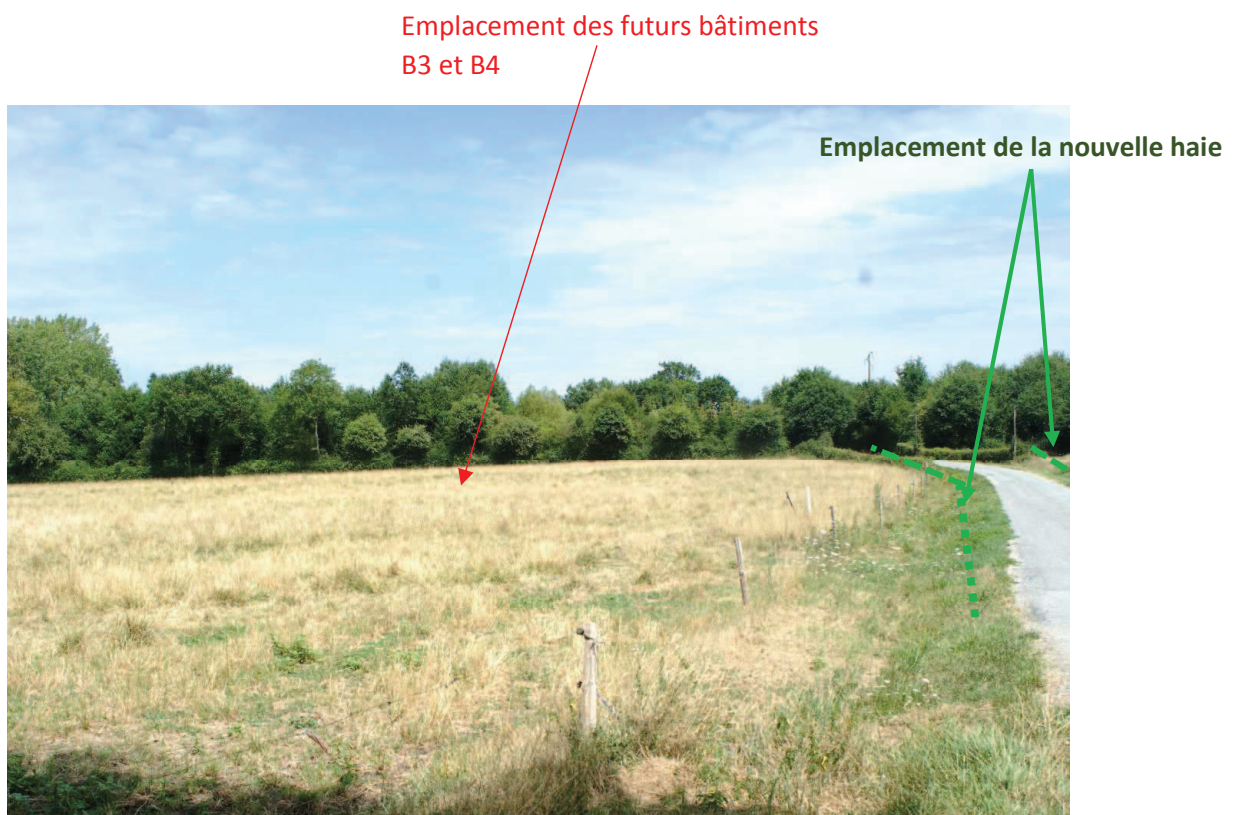 Emplacement des futurs bâtiments
B3 et B4
Emplacement de la nouvelle haie